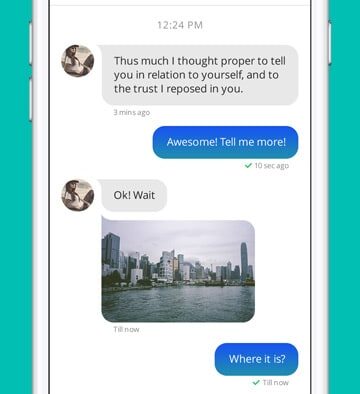 12:24 PM
Thus much I thought proper to tell
you in relation to yourself, and to
the trust I reposed in you.
3 mins ago
Awesome! Tell me more!
10 sec ago
Ok! Wait
Till now
Where it is?
Till now